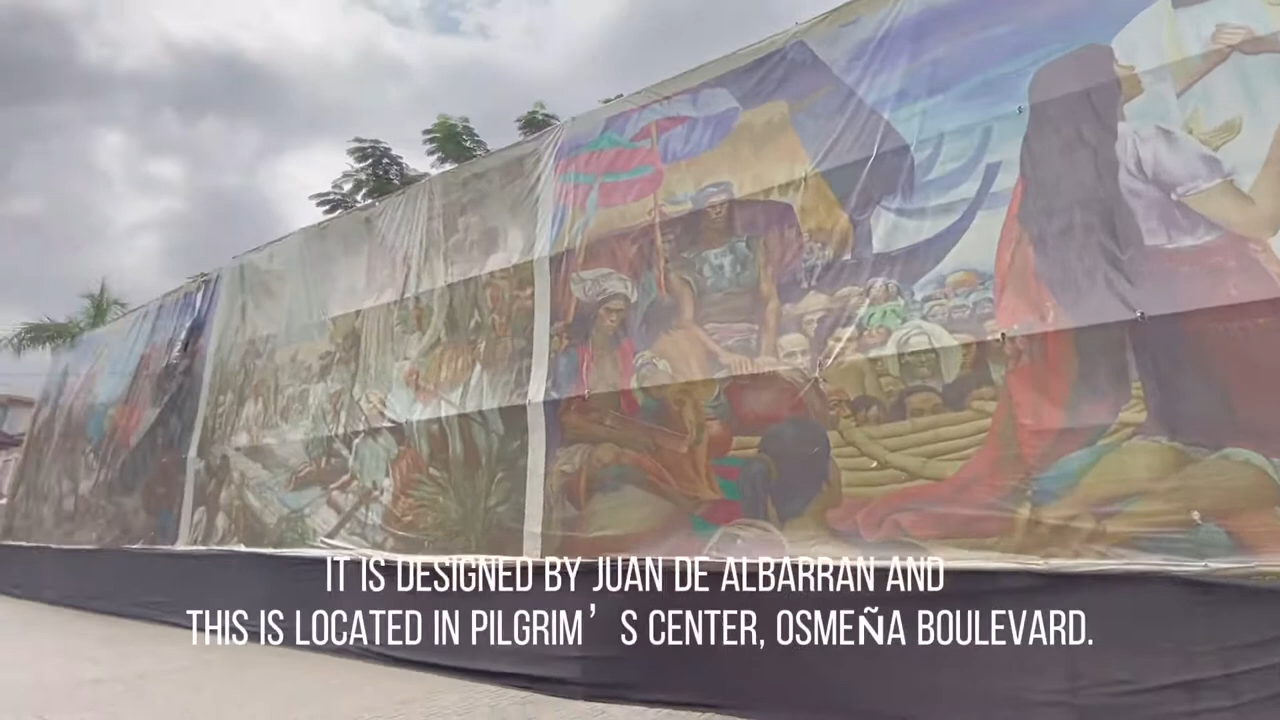 IT IS DESIGNED BY JUAN DE ALBARRAN AND
THIS IS LOCATED IN PILGRIM’ S CENTER, OSMEÑA BOULEVARD.